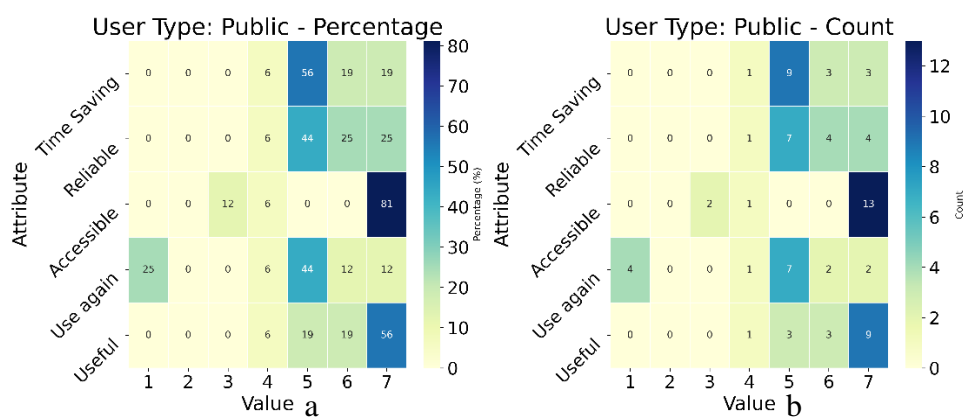 User Type: Public - Percentage
Attribute
Time Saving 0 0 0 6 56 19 19
Reliable 0 0 0 6 44 25 25
Accessible 0 0 12 6 0 0 81
Use again 25 0 0 6 44 12 12
Useful 0 0 0 6 19 19 56
1 2 3 4 5 6 7
Value a
80
70
60
50
40
30
20
10
0
Percentage (%)
User Type: Public - Count
Attribute
Time Saving 0 0 0 1 9 3 3
Reliable 0 0 0 1 7 4 4
Accessible 0 0 2 1 0 0 13
Use again 4 0 0 1 7 2 2
Useful 0 0 0 1 3 3 9
1 2 3 4 5 6 7
Value b
12
10
8
6
4
2
0
Count